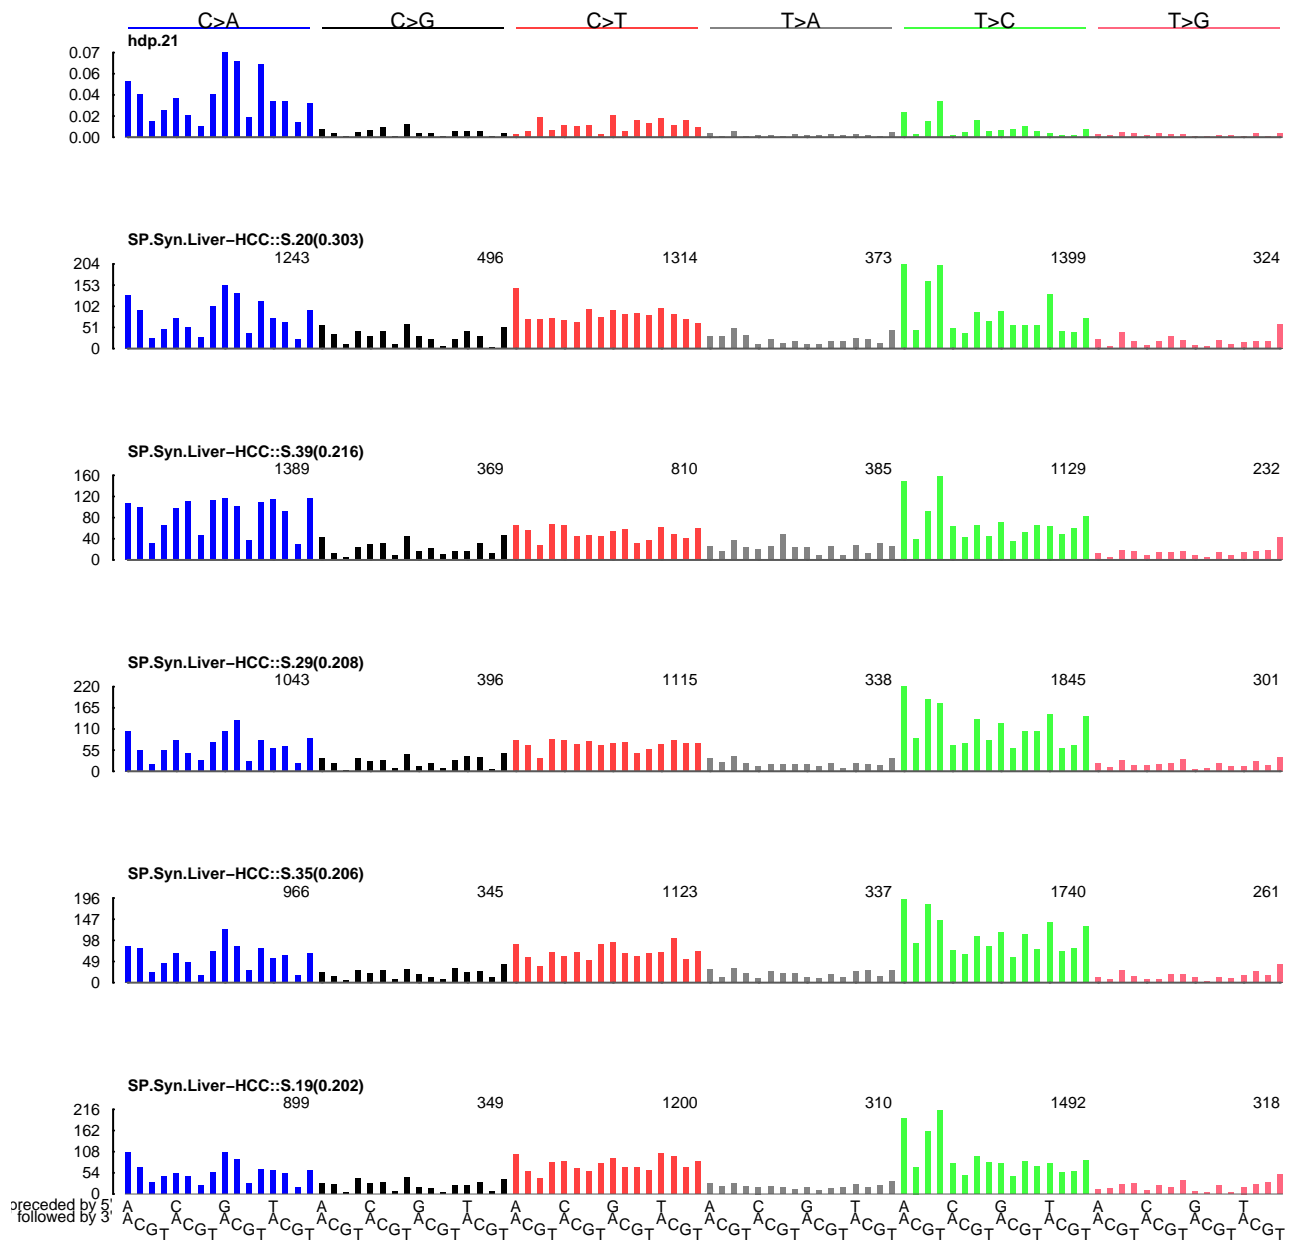 C>A C>G C>T T>A T>C T>G
hdp.21
0.07
0.06
0.04
0.02
0.00
SP.Syn.Liver−HCC::S.20(0.303)
1243 496 1314 373 1399 324
204
153
102
51
0
SP.Syn.Liver−HCC::S.39(0.216)
1389 369 810 385 1129 232
160
120
80
40
0
SP.Syn.Liver−HCC::S.29(0.208)
1043 396 1115 338 1845 301
220
165
110
55
0
SP.Syn.Liver−HCC::S.35(0.206)
966 345 1123 337 1740 261
196
147
98
49
0
SP.Syn.Liver−HCC::S.19(0.202)
899 349 1200 310 1492 318
216
162
108
54
0
preceded by 5' A C G T A C G T A C G T A C G T A C G T A C G T
followed by 3' A C G T A C G T A C G T A C G T A C G T A C G T A C G T A C G T A C G T A C G T A C G T A C G T A C G T A C G T A C G T A C G T A C G T A C G T A C G T A C G T A C G T A C G T A C G T A C G T